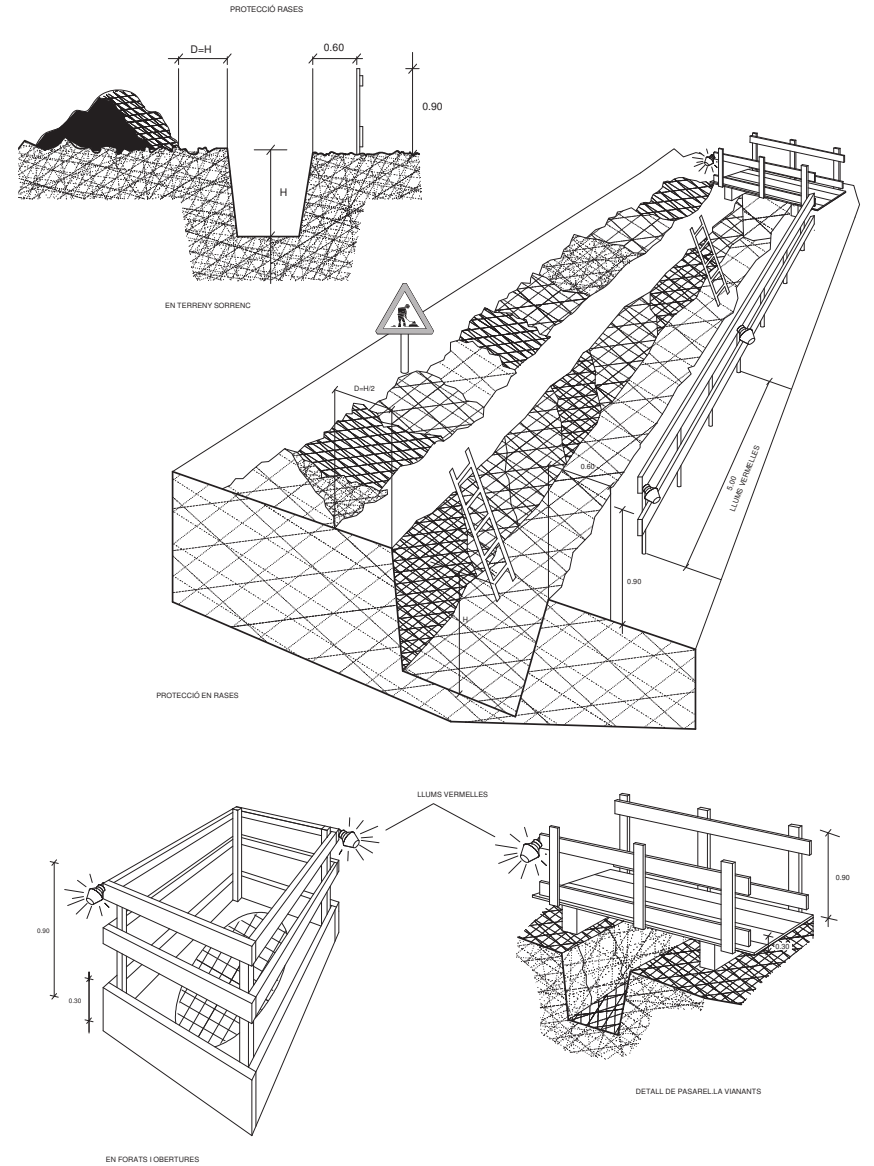 PROTECCIÓ RASES
D=H
0.60
0.90
H
EN TERRENY SORRENC
D=H/2
0.60
5.00
LLUMS VERMELLES
0.90
H
PROTECCIÓ EN RASES
LLUMS VERMELLES
0.90
0.30
0.90
0.30
DETALL DE PASAREL.LA VIANANTS
EN FORATS I OBERTURES